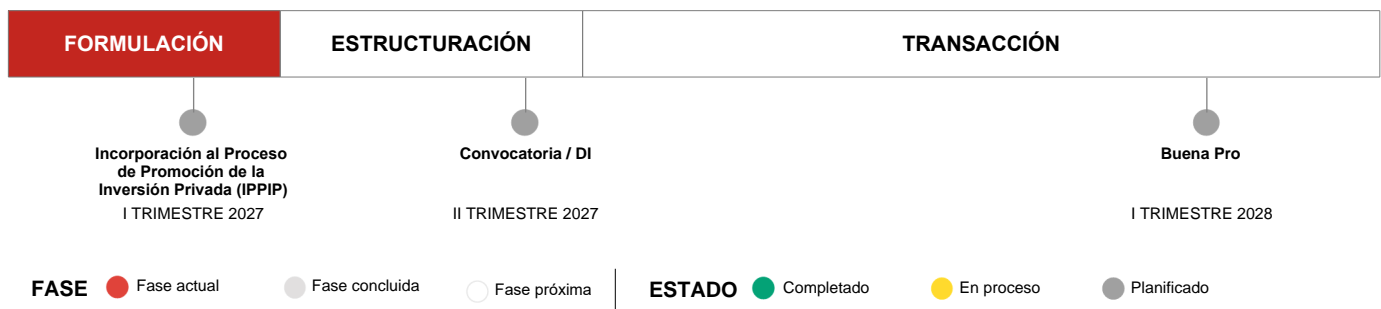 FORMULACIÓN
ESTRUCTURACIÓN
TRANSACCIÓN
Incorporación al Proceso
de Promoción de la
Inversión Privada (IPPIP)
I TRIMESTRE 2027
Convocatoria / DI
II TRIMESTRE 2027
Buena Pro
I TRIMESTRE 2028
FASE
Fase actual
Fase concluida
Fase próxima
ESTADO
Completado
En proceso
Planificado